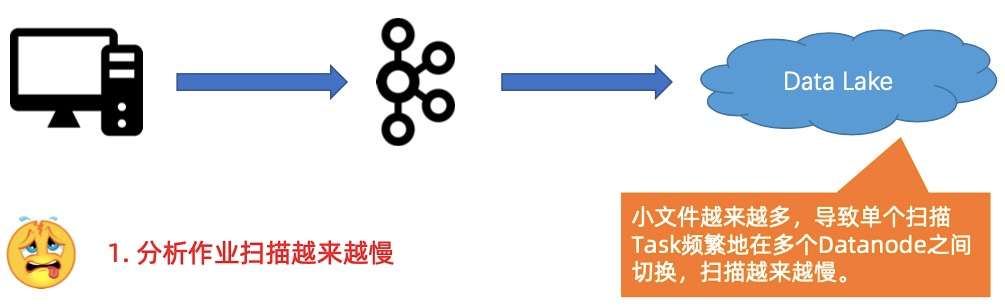 Data Lake
小文件越来越多，导致单个扫描
Task频繁地在多个Datanode之间
切换，扫描越来越慢。
1. 分析作业扫描越来越慢